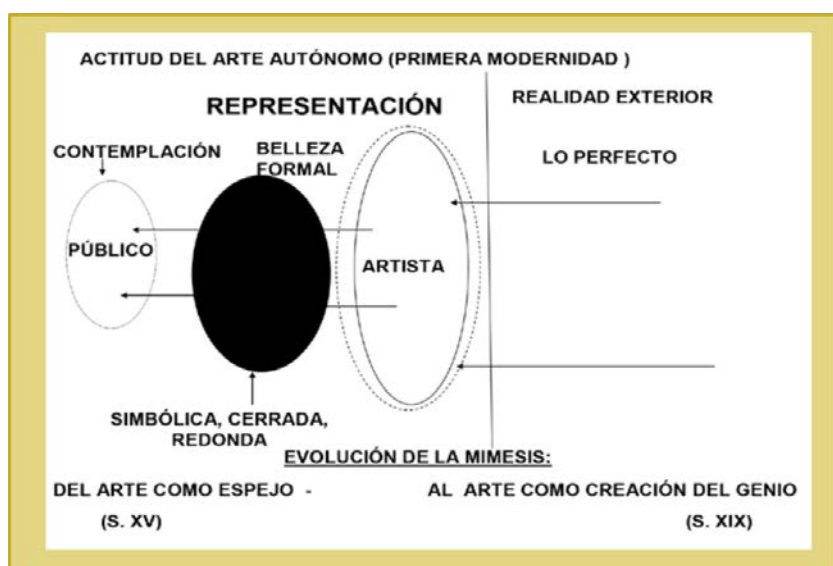 ACTITUD DEL ARTE AUTÓNOMO (PRIMERA MODERNIDAD )
REPRESENTACIÓN
REALIDAD EXTERIOR
CONTEMPLACIÓN
BELLEZA
FORMAL
LO PERFECTO
PÚBLICO
ARTISTA
SIMBÓLICA, CERRADA,
REDONDA
EVOLUCIÓN DE LA MIMESIS:
DEL ARTE COMO ESPEJO - AL ARTE COMO CREACIÓN DEL GENIO
(S. XV) (S. XIX)